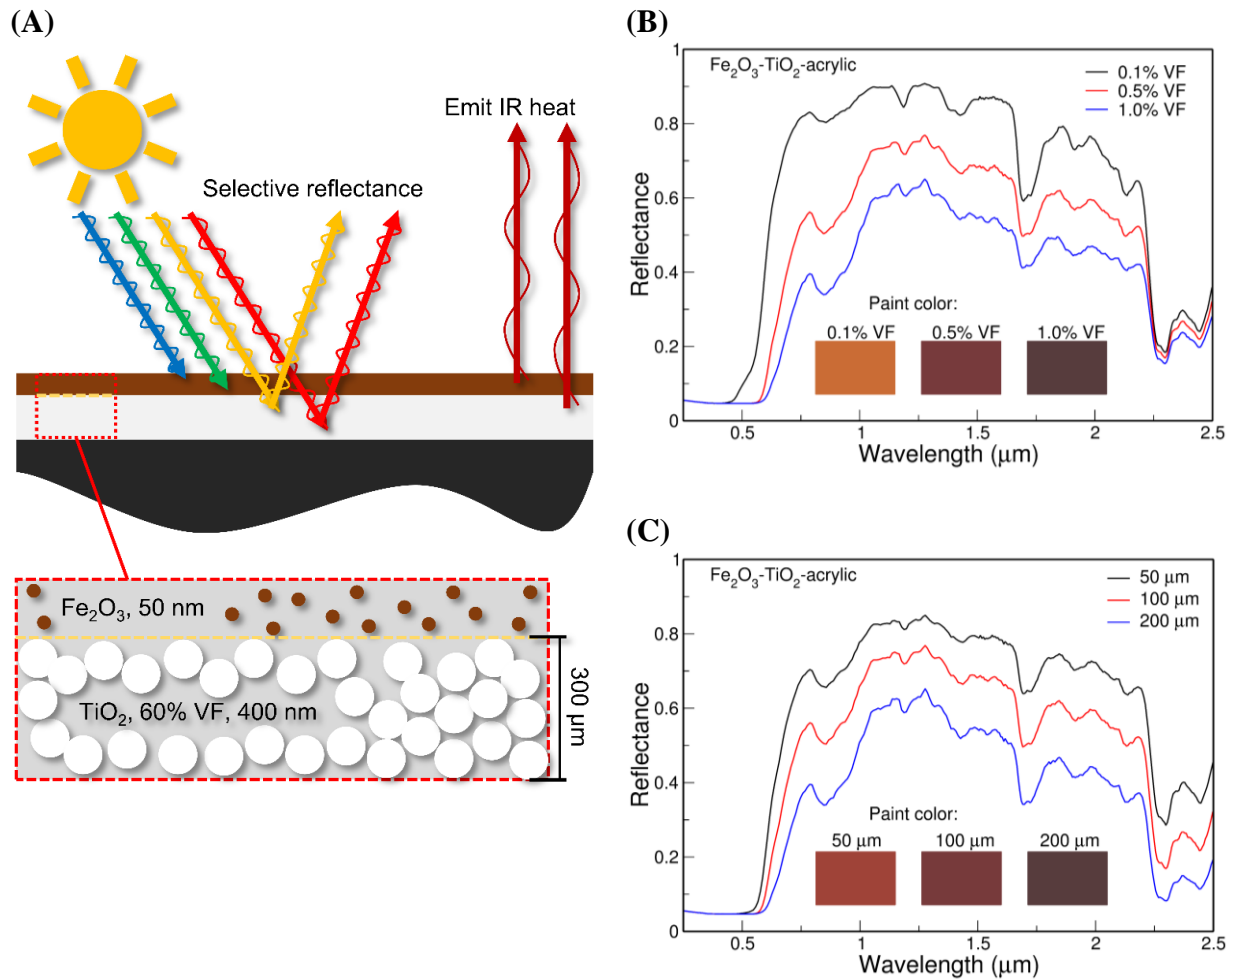 (A)
Emit IR heat
Selective reflectance
Fe₂O₃, 50 nm
TiO₂, 60% VF, 400 nm
300 μm
(B)
Fe₂O₃-TiO₂-acrylic
0.1% VF
0.5% VF
1.0% VF
1
0.8
0.6
0.4
0.2
0
Reflectance
Paint color:
0.1% VF 0.5% VF 1.0% VF
0.5 1 1.5 2 2.5
Wavelength (μm)
(C)
Fe₂O₃-TiO₂-acrylic
50 μm
100 μm
200 μm
1
0.8
0.6
0.4
0.2
0
Reflectance
Paint color:
50 μm 100 μm 200 μm
0.5 1 1.5 2 2.5
Wavelength (μm)